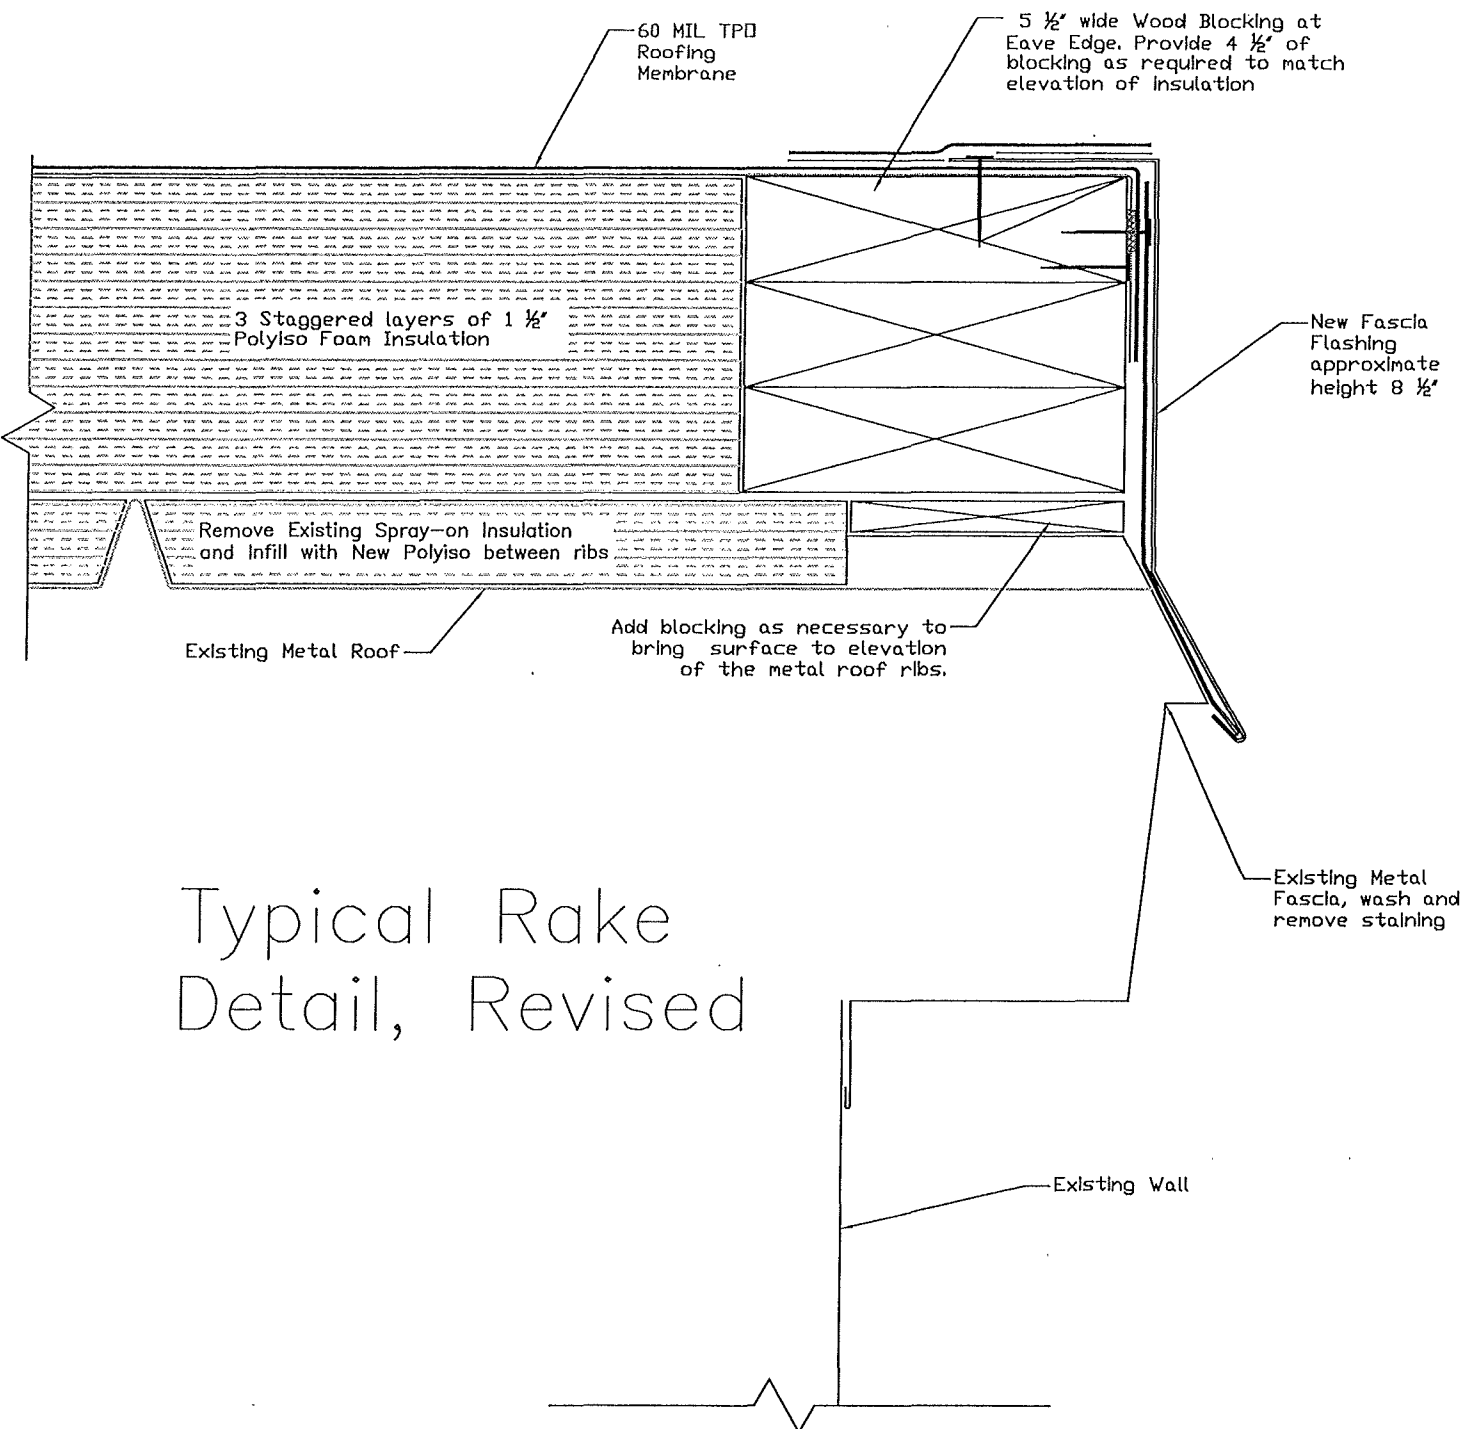 60 MIL TPO
Roofing
Membrane
5 ½" wide Wood Blocking at
Eave Edge. Provide 4 ½" of
blocking as required to match
elevation of insulation
3 Staggered layers of 1 ½"
Polyiso Foam Insulation
New Fascia
Flashing
approximate
height 8 ½"
Remove Existing Spray-on Insulation
and Infill with New Polyiso between ribs
Existing Metal Roof
Add blocking as necessary to
bring surface to elevation
of the metal roof ribs.
Existing Metal
Fascia, wash and
remove staining
Typical Rake
Detail, Revised
Existing Wall